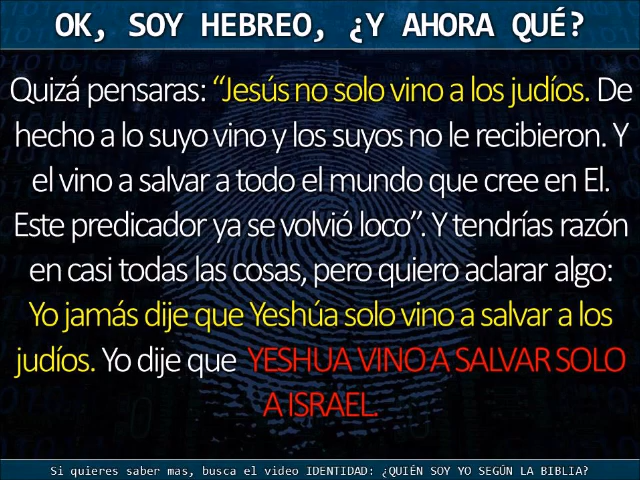 OK, SOY HEBREO, ¿Y AHORA QUÉ?
Quizá pensaras: “Jesús no solo vino a los judíos. De
hecho a lo suyo vino y los suyos no le recibieron. Y
el vino a salvar a todo el mundo que cree en El.
Este predicador ya se volvió loco”. Y tendrías razón
en casi todas las cosas, pero quiero aclarar algo:
Yo jamás dije que Yeshúa solo vino a salvar a los
judíos. Yo dije que YESHUA VINO A SALVAR SOLO
A ISRAEL.
Si quieres saber mas, busca el video IDENTIDAD: ¿QUIÉN SOY YO SEGÚN LA BIBLIA?